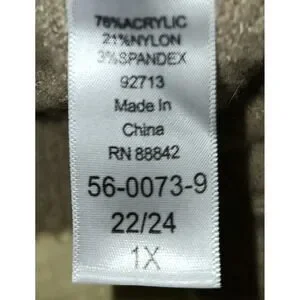 76%ACRYLIC
21%NYLON
3%SPANDEX
92713
Made in
China
RN 88842
56-0073-9
22/24
1X